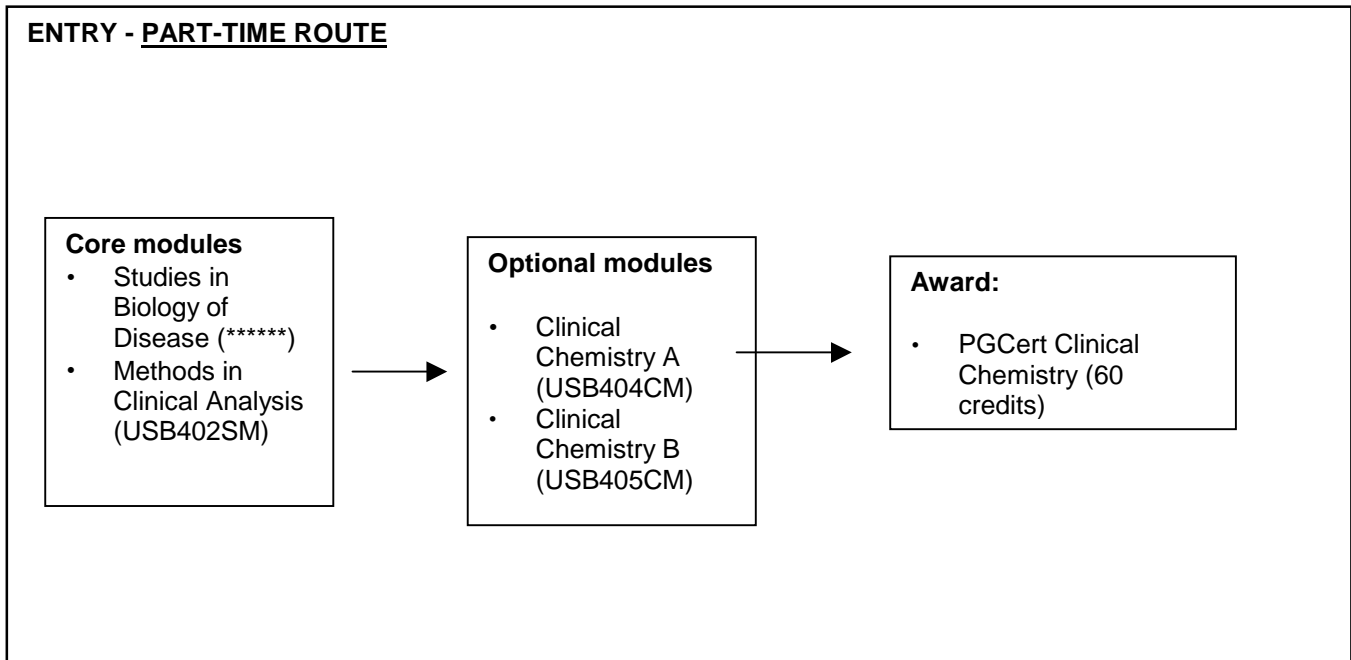 ENTRY - PART-TIME ROUTE
Core modules
• Studies in
Biology of
Disease (******)
• Methods in
Clinical Analysis
(USB402SM)
Optional modules
• Clinical
Chemistry A
(USB404CM)
• Clinical
Chemistry B
(USB405CM)
Award:
• PGCert Clinical
Chemistry (60
credits)